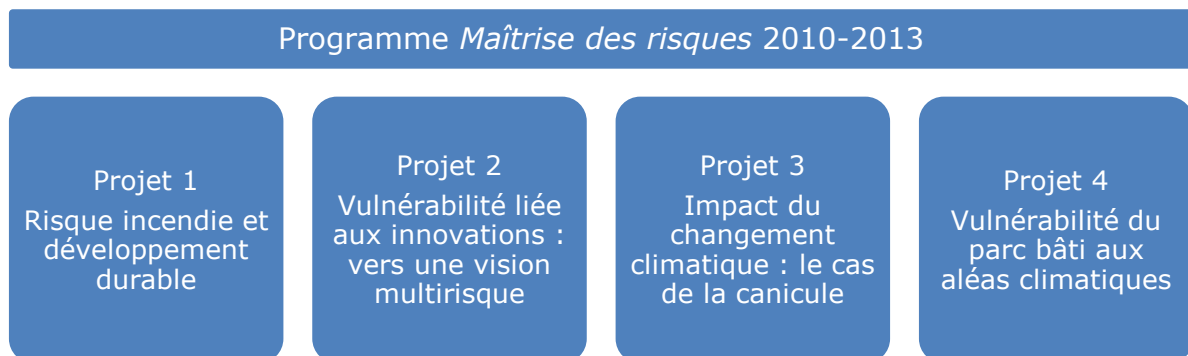 Programme Maîtrise des risques 2010-2013
Projet 1
Risque incendie et
développement
durable
Projet 2
Vulnérabilité liée
aux innovations :
vers une vision
multirisque
Projet 3
Impact du
changement
climatique : le cas
de la canicule
Projet 4
Vulnérabilité du
parc bâti aux
aléas climatiques